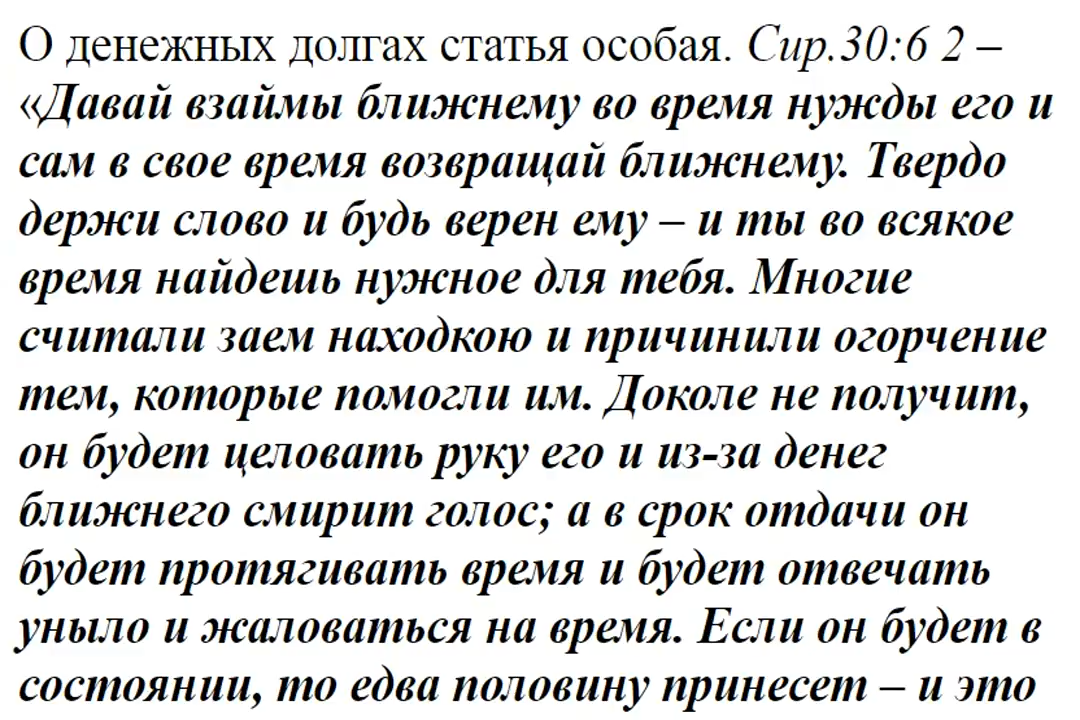 О денежных долгах статья особая. Сир.30:6 2 –
«Давай взаймы ближнему во время нужды его и
сам в свое время возвращай ближнему. Твердо
держи слово и будь верен ему – и ты во всякое
время найдешь нужное для тебя. Многие
считали заем находкою и причинили огорчение
тем, которые помогли им. Доколе не получит,
он будет целовать руку его и из-за денег
ближнего смирит голос; а в срок отдачи он
будет протягивать время и будет отвечать
уныло и жаловаться на время. Если он будет в
состоянии, то едва половину принесет – и это